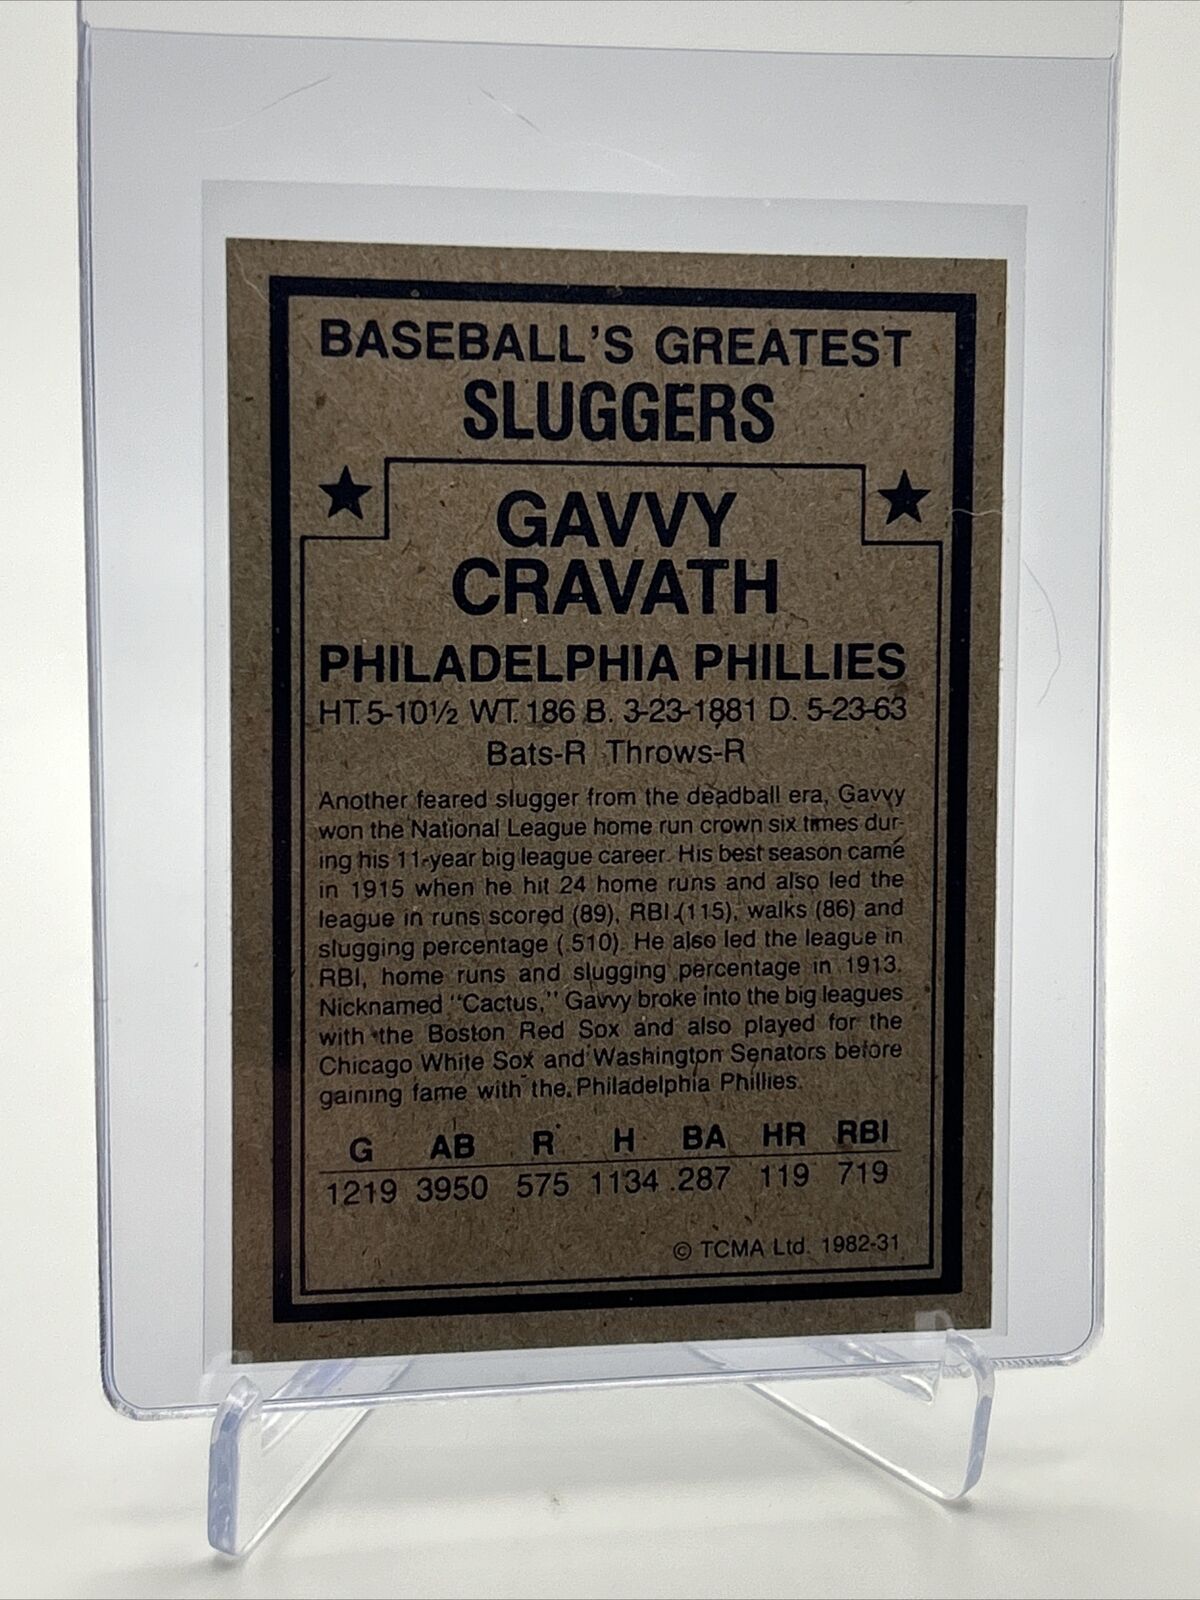 BASEBALL'S GREATEST
SLUGGERS
GAVVY
CRAVATH
PHILADELPHIA PHILLIES
HT. 5-10½ WT. 186 B. 3-23-1881 D. 5-23-63
Bats-R Throws-R
Another feared slugger from the deadball era, Gavvy
won the National League home run crown six times dur-
ing his 11-year big league career. His best season came
in 1915 when he hit 24 home runs and also led the
league in runs scored (89), RBI (115), walks (86) and
slugging percentage (.510). He also led the league in
RBI, home runs and slugging percentage in 1913.
Nicknamed "Cactus," Gavvy broke into the big leagues
with the Boston Red Sox and also played for the
Chicago White Sox and Washington Senators before
gaining fame with the Philadelphia Phillies.
G AB R H BA HR RBI
1219 3950 575 1134 .287 119 719
© TCMA Ltd. 1982-31